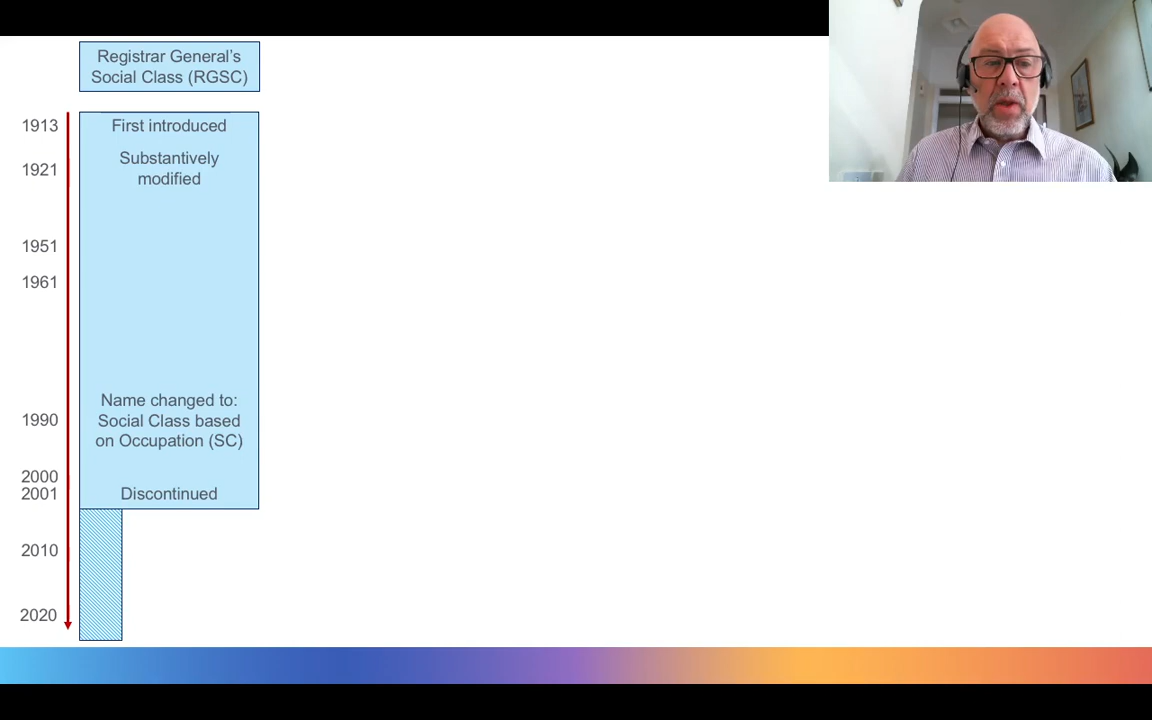 Registrar General’s
Social Class (RGSC)
1913
First introduced
Substantively
modified
1921
1951
1961
Name changed to:
Social Class based
on Occupation (SC)
1990
2000
2001
Discontinued
2010
2020